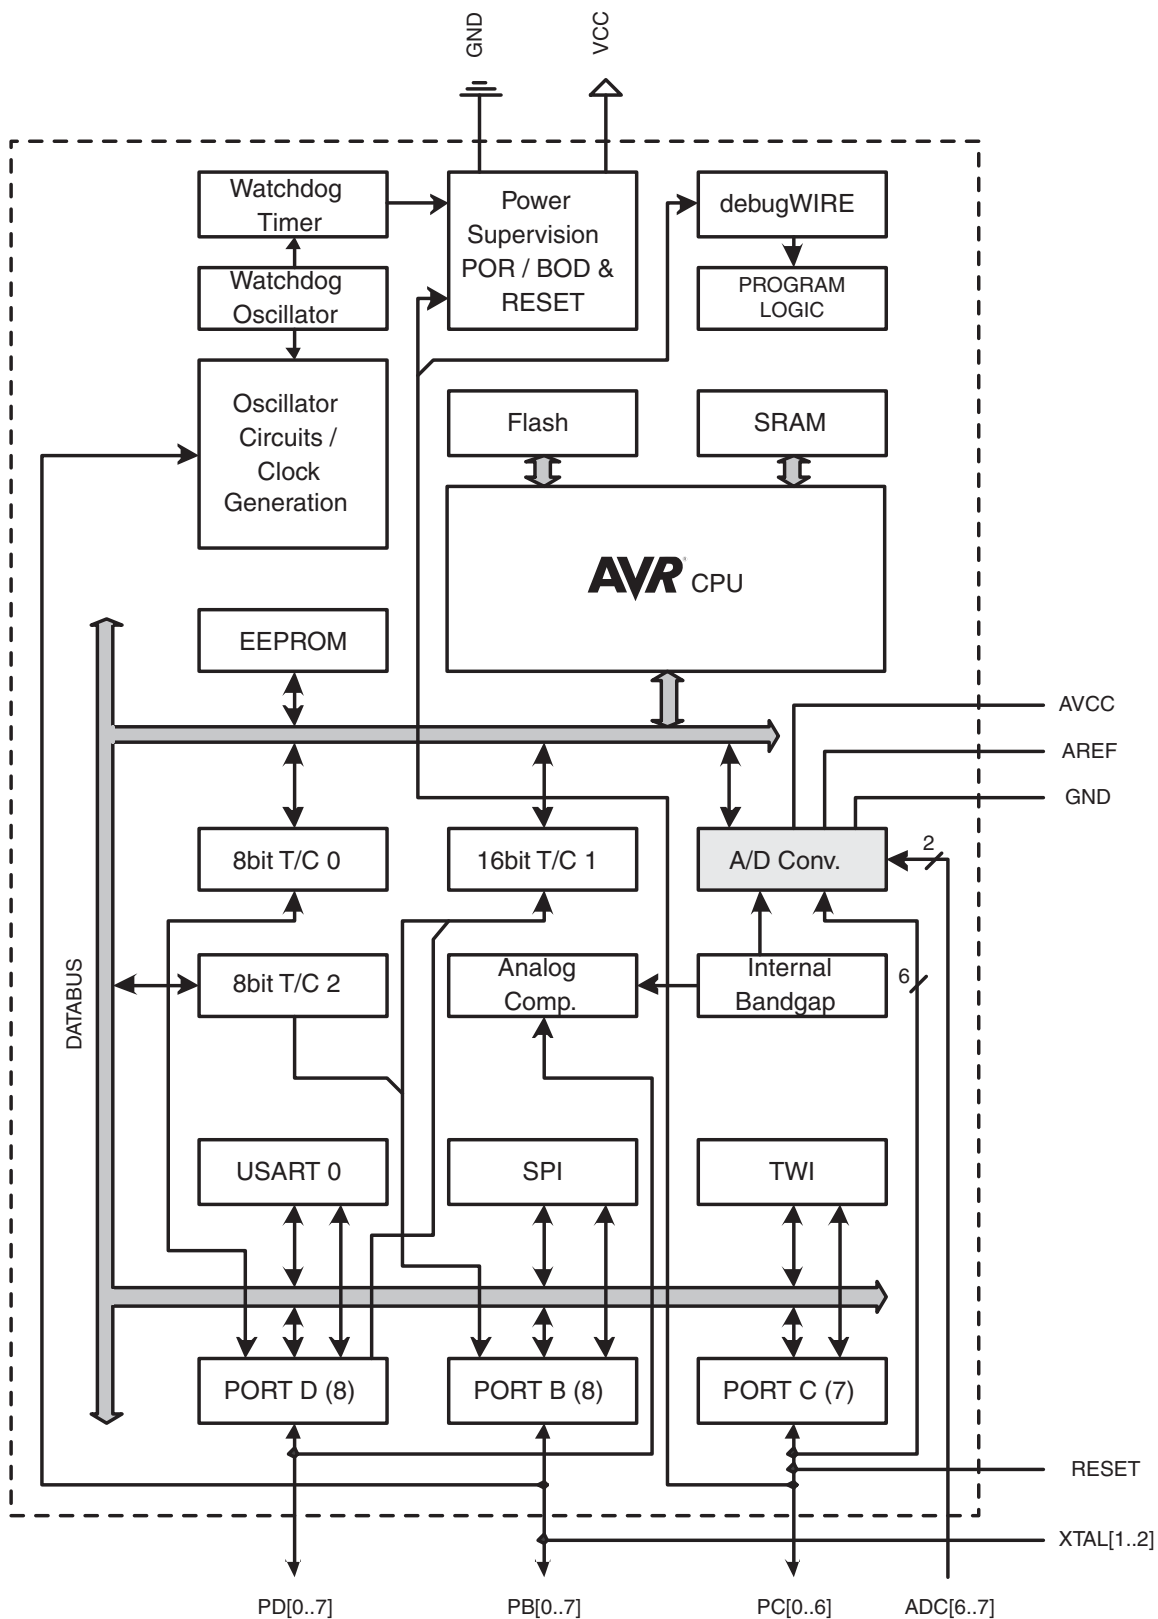 GND
VCC
Watchdog
Timer
Power
Supervision
POR / BOD &
RESET
debugWIRE
Watchdog
Oscillator
PROGRAM
LOGIC
Oscillator
Circuits /
Clock
Generation
Flash
SRAM
AVR CPU
EEPROM
AVCC
AREF
GND
8bit T/C 0
16bit T/C 1
A/D Conv.
2
DATABUS
8bit T/C 2
Analog
Comp.
Internal
Bandgap
6
USART 0
SPI
TWI
PORT D (8)
PORT B (8)
PORT C (7)
RESET
XTAL[1..2]
PD[0..7]
PB[0..7]
PC[0..6]
ADC[6..7]